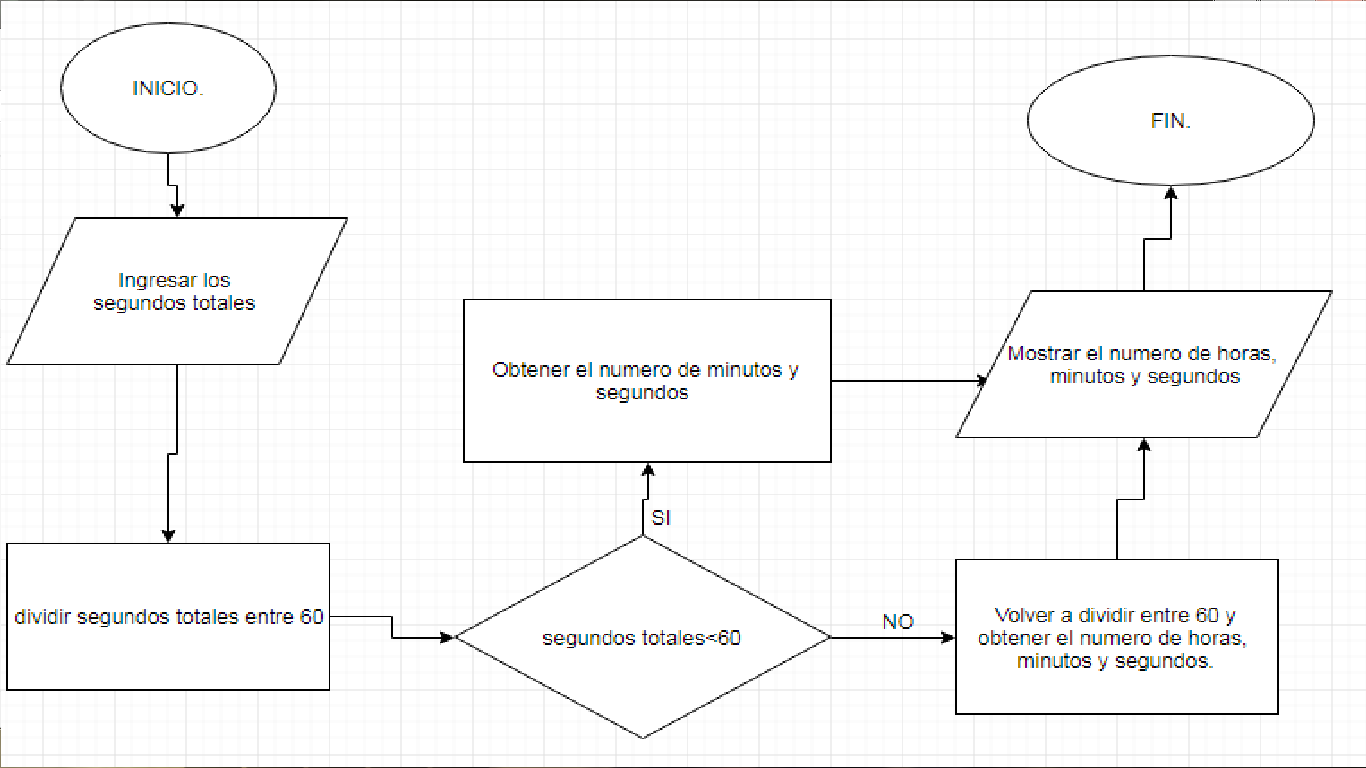 INICIO.
Ingresar los
segundos totales
dividir segundos totales entre 60
segundos totales<60
SI
Obtener el numero de minutos y
segundos
NO
Volver a dividir entre 60 y
obtener el numero de horas,
minutos y segundos.
Mostrar el numero de horas,
minutos y segundos
FIN.